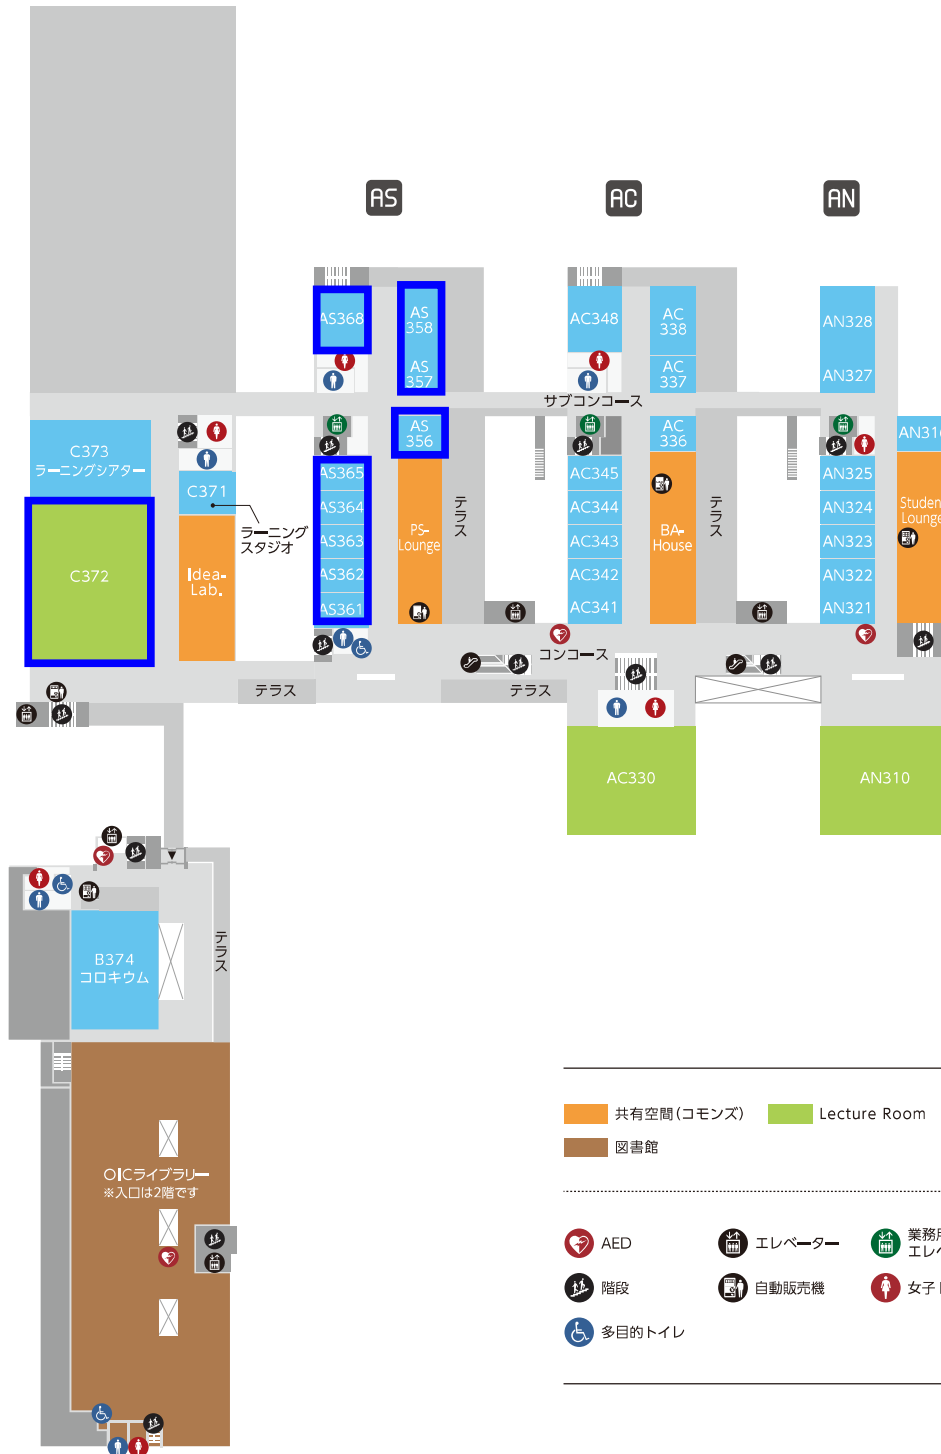 AS
AC
AN
AS368
AS
358
AS
357
AC348
AC
338
AC
337
AN328
AN327
サブコンコース
C373
ラーニングシアター
AS
356
AC
336
AN316
C371
ラーニング
スタジオ
C372
Idea-
Lab.
AS365
AS364
AS363
AS362
AS361
PS-
Lounge
テラス
AC345
AC344
AC343
AC342
AC341
BA-
House
テラス
AN325
AN324
AN323
AN322
AN321
Studen
Lounge
コンコース
テラス
テラス
AC330
AN310
B374
コロキウム
テラス
OICライブラリー
※入口は2階です
共有空間(コモンズ)
Lecture Room
図書館
AED
エレベーター
業務用
エレベ
階段
自動販売機
女子ト
多目的トイレ